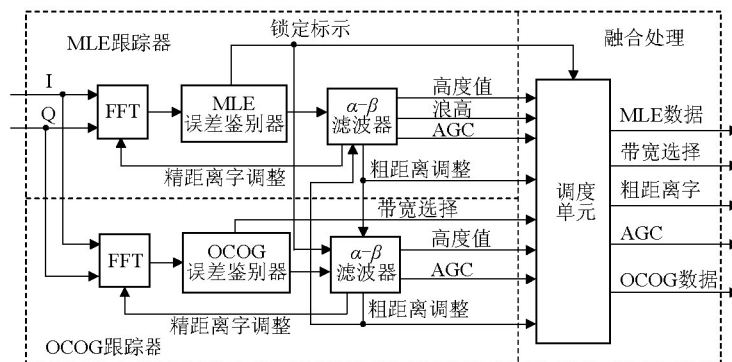 锁定标示
MLE跟踪器
融合处理
I
Q
FFT
MLE
误差鉴别器
α-β
滤波器
高度值
浪高
AGC
精距离字调整
粗距离调整
带宽选择
FFT
OCOG
误差鉴别器
α-β
滤波器
高度值
AGC
精距离字调整
粗距离调整
OCOG跟踪器
调度
单元
MLE数据
带宽选择
粗距离字
AGC
OCOG数据